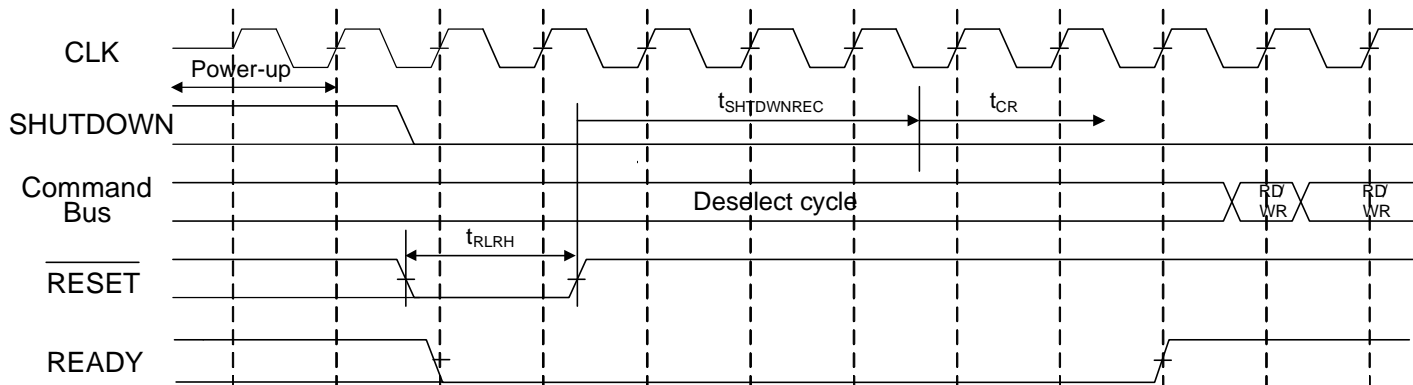 CLK
Power-up
SHUTDOWN
tSHTDWNREC
tCR
Command
Bus
Deselect cycle
RD/
WR
RD/
WR
tRLRH
RESET
READY